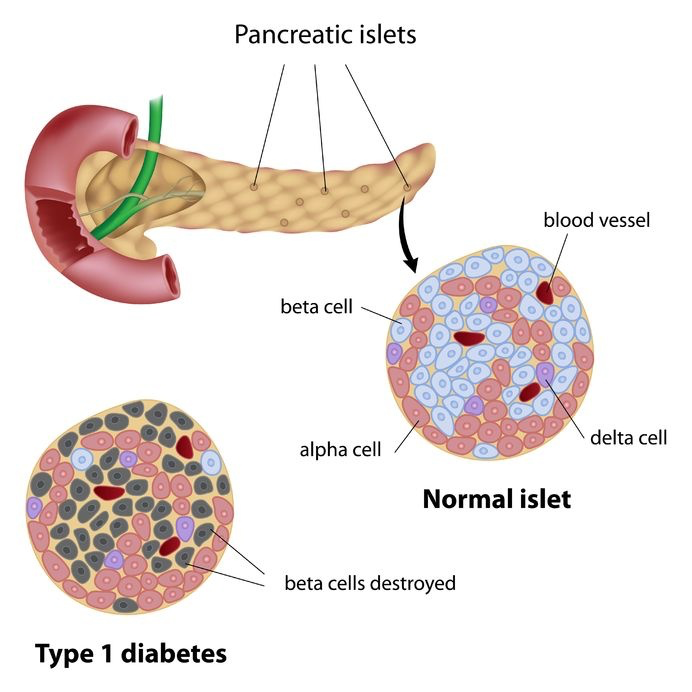 Pancreatic islets
blood vessel
beta cell
alpha cell
delta cell
Normal islet
beta cells destroyed
Type 1 diabetes